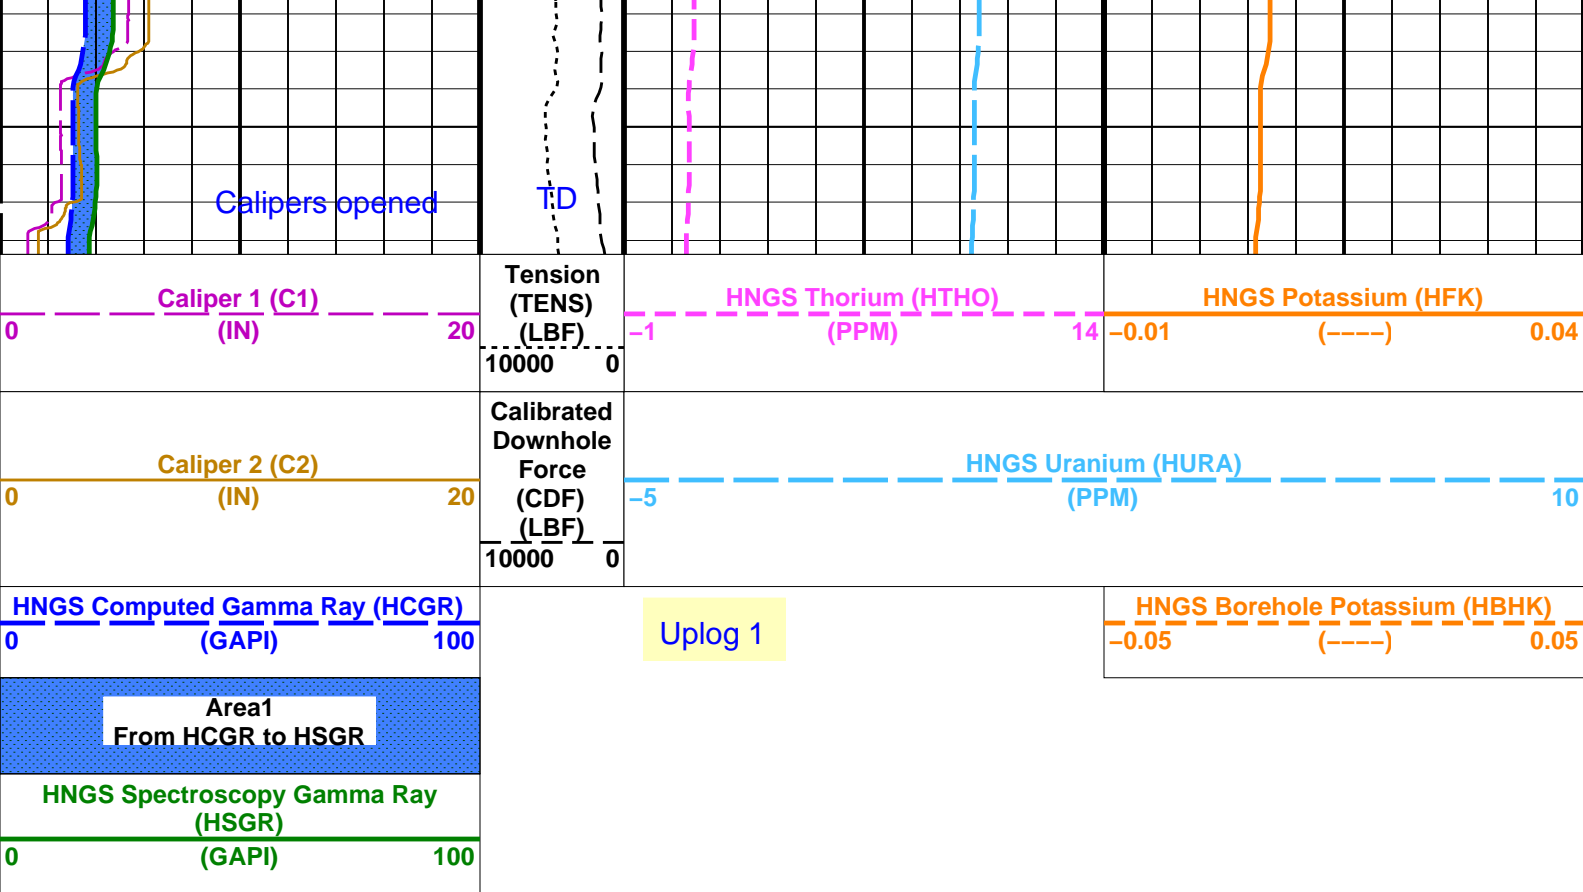 Calipers opened
TD
Caliper 1 (C1)
0 (IN) 20
Tension
(TENS)
(LBF)
10000 0
HNGS Thorium (HTHO)
−1 (PPM) 14
HNGS Potassium (HFK)
−0.01 (−−−−) 0.04
Caliper 2 (C2)
0 (IN) 20
Calibrated
Downhole
Force
(CDF)
(LBF)
10000 0
HNGS Uranium (HURA)
−5 (PPM) 10
HNGS Computed Gamma Ray (HCGR)
0 (GAPI) 100
Uplog 1
HNGS Borehole Potassium (HBHK)
−0.05 (−−−−) 0.05
Area1
From HCGR to HSGR
HNGS Spectroscopy Gamma Ray
(HSGR)
0 (GAPI) 100